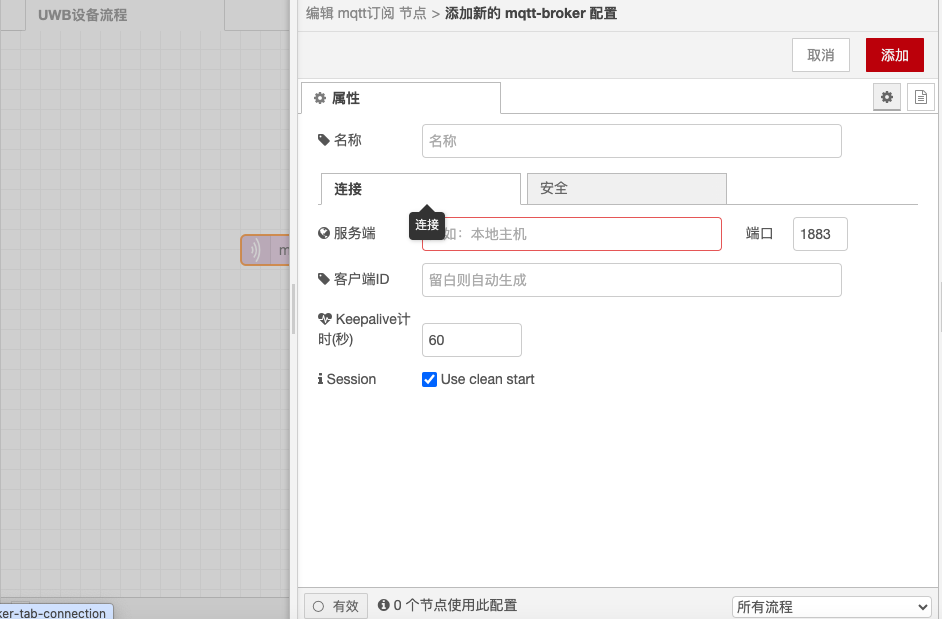 UWB设备流程
编辑 mqtt订阅 节点 > 添加新的 mqtt-broker 配置
取消
添加
属性
名称
名称
连接
安全
连接
服务端
如：本地主机
端口
1883
客户端ID
留白则自动生成
Keepalive计
时(秒)
60
Session
Use clean start
m
ker-tab-connection
有效
0 个节点使用此配置
所有流程